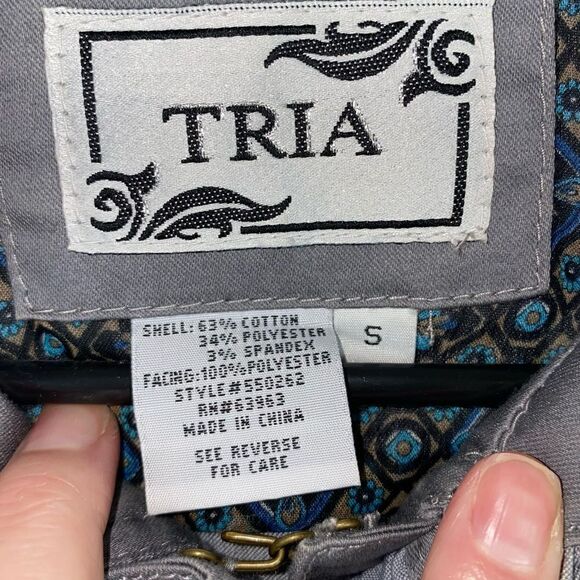 TRIA
SHELL: 63% COTTON
34% POLYESTER
3% SPANDEX
FACING:100%POLYESTER
STYLE#550262
RN#63963
MADE IN CHINA
SEE REVERSE
FOR CARE
S